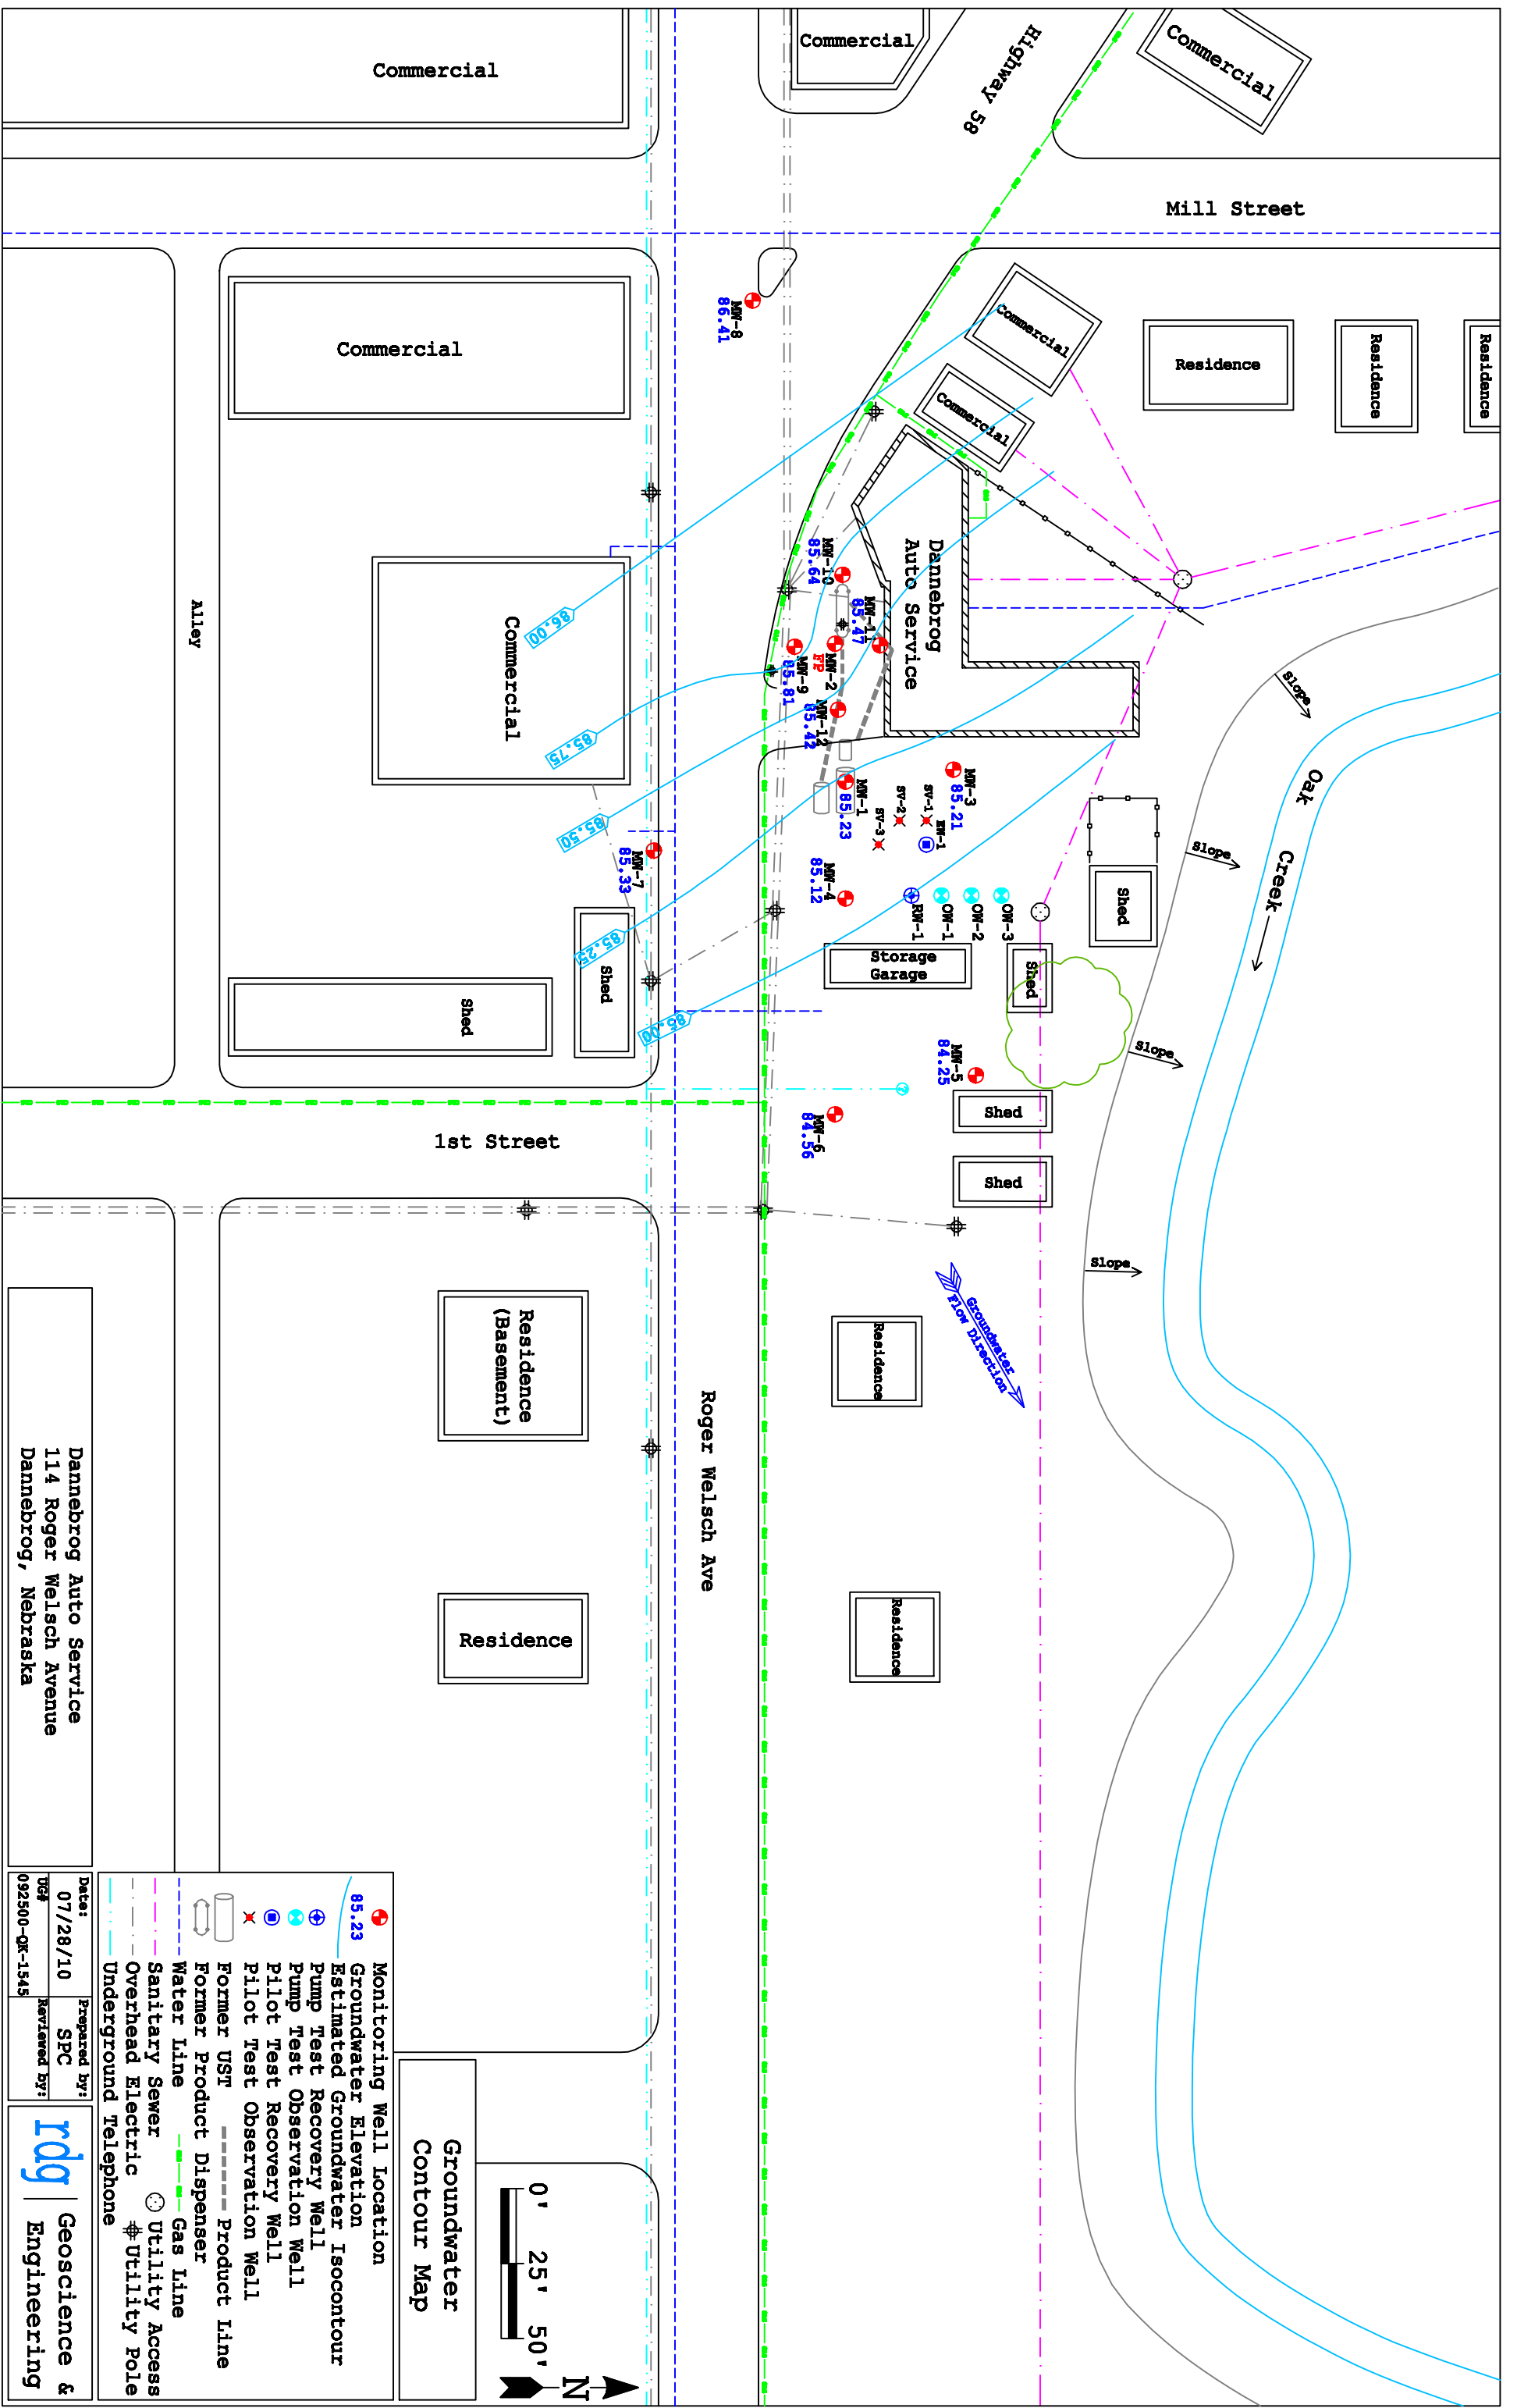 Commercial
Commercial
Highway 58
Commercial
Mill Street
MW-8
86.41
Commercial
Commercial
Commercial
Residence
Residence
Residence
Alley
Commercial
86.00
85.75
85.50
85.25
85.00
MW-10
85.64
MW-11
85.47
MW-2
FP
MW-9
85.81
MW-12
85.42
Dannebrog
Auto Service
MW-1
85.23
MW-3
85.21
SV-1
SV-2
SV-3
RW-1
MW-4
85.12
MW-7
85.33
RW-1
OW-1
OW-2
OW-3
Storage
Garage
Shed
Shed
Shed
Shed
Slope
Slope
Slope
Slope
Oak
Creek
MW-5
84.25
MW-6
84.56
?
Shed
Shed
1st Street
Groundwater
Flow Direction
Residence
(Basement)
Residence
Roger Welsch Ave
Residence
Residence
Dannebrog Auto Service
114 Roger Welsch Avenue
Dannebrog, Nebraska
Date:
07/28/10
Prepared by:
SPC
UG#
092500-QK-1545
Reviewed by:
rdg
Geoscience &
Engineering
Monitoring Well Location
85.23 Groundwater Elevation
Estimated Groundwater Isocontour
Pump Test Recovery Well
Pump Test Observation Well
Pilot Test Recovery Well
Pilot Test Observation Well
Former UST Product Line
Former Product Dispenser
Water Line Gas Line
Sanitary Sewer Utility Access
Overhead Electric Utility Pole
Underground Telephone
Groundwater
Contour Map
0' 25' 50'
N